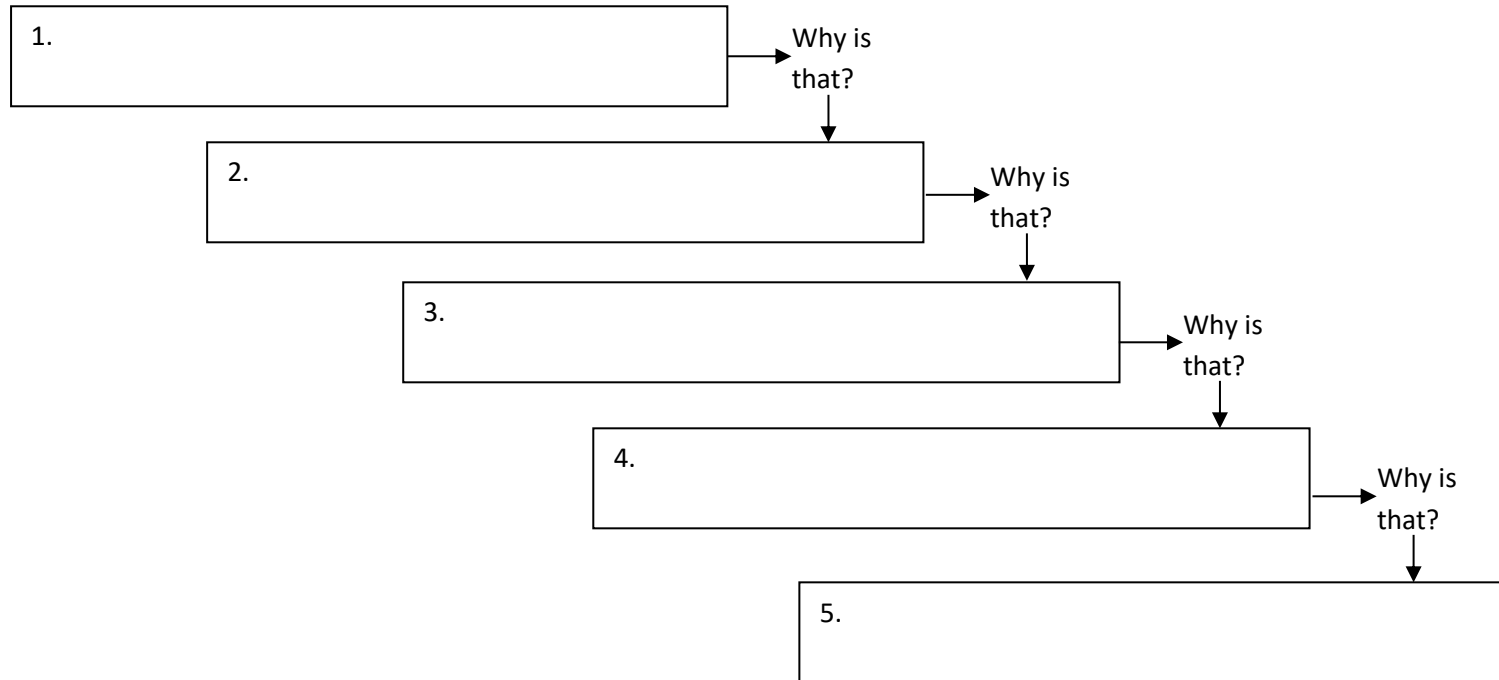 1.
Why is
that?
2.
Why is
that?
3.
Why is
that?
4.
Why is
that?
5.